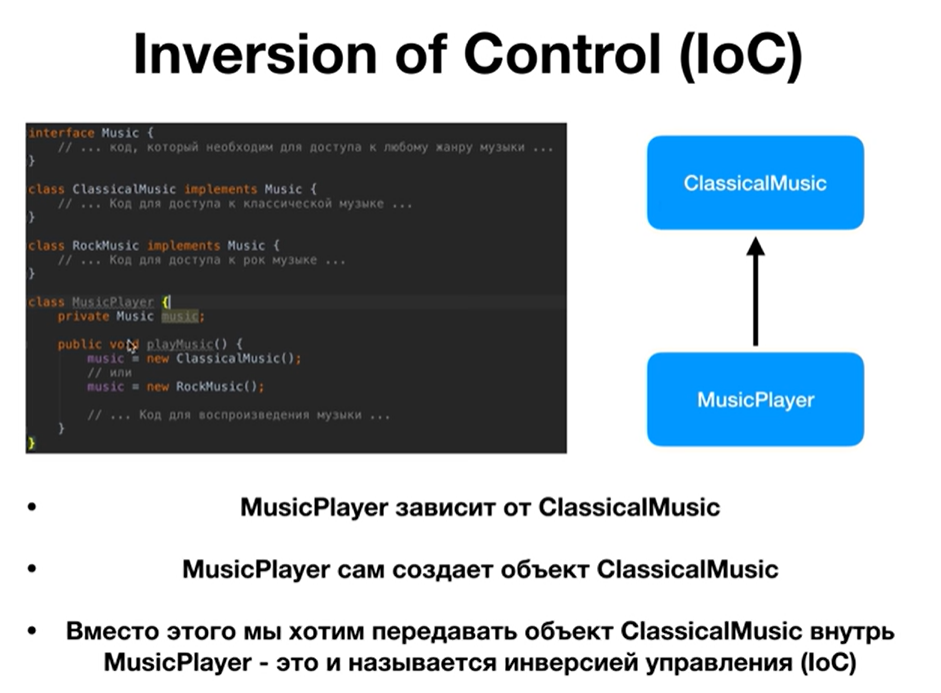 Inversion of Control (IoC)
interface Music {
// ... код, который необходим для доступа к любому жанру музыки ...
}
class ClassicalMusic implements Music {
// ... Код для доступа к классической музыке ...
}
class RockMusic implements Music {
// ... Код для доступа к рок музыке ...
}
class MusicPlayer {
private Music music;
public void playMusic() {
music = new ClassicalMusic();
// или
music = new RockMusic();
// ... Код для воспроизведения музыки ...
}
}
ClassicalMusic
MusicPlayer
• MusicPlayer зависит от ClassicalMusic
• MusicPlayer сам создает объект ClassicalMusic
• Вместо этого мы хотим передавать объект ClassicalMusic внутрь
MusicPlayer - это и называется инверсией управления (IoC)